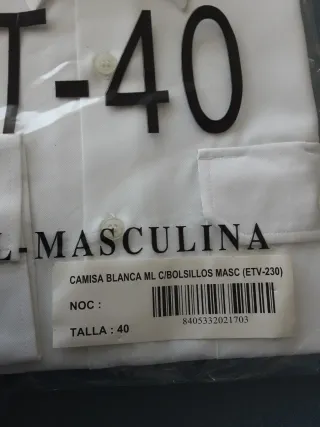 T-40
L-MASCULINA
CAMISA BLANCA ML C/BOLSILLOS MASC (ETV-230)
NOC :
TALLA : 40
8405332021703